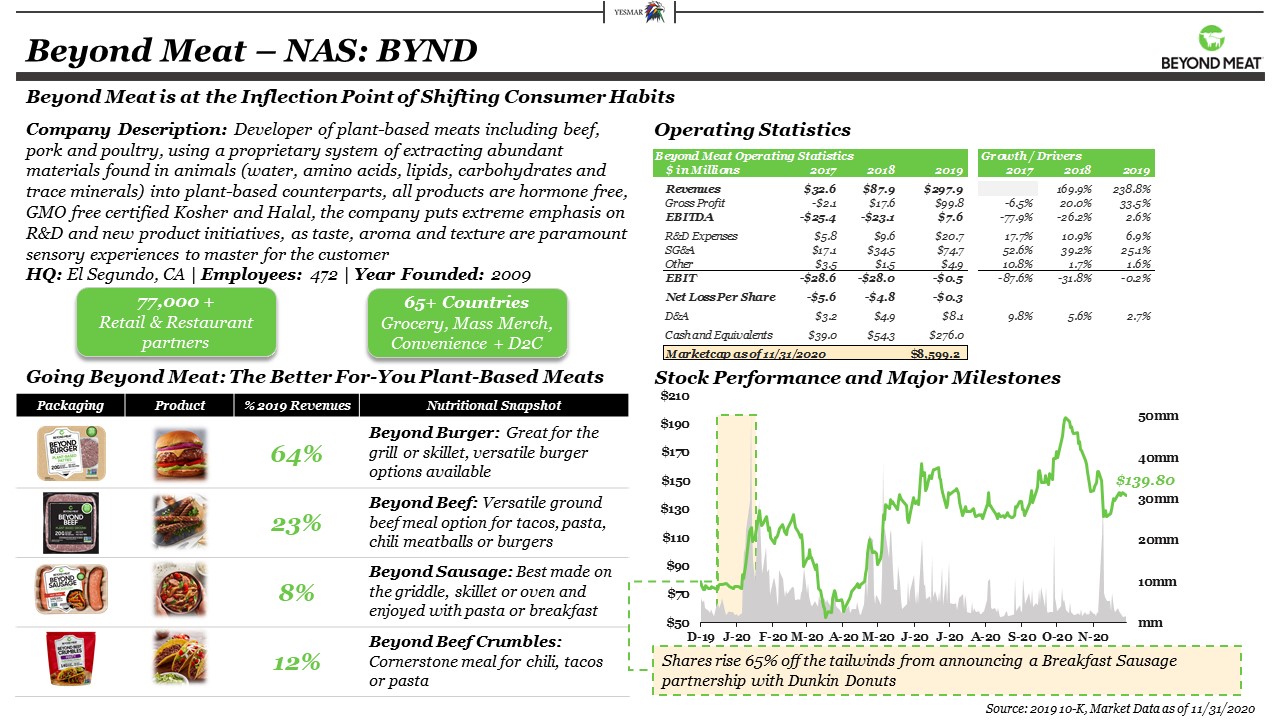 YESMAR
Beyond Meat – NAS: BYND
BEYOND MEAT
Beyond Meat is at the Inflection Point of Shifting Consumer Habits
Company Description: Developer of plant-based meats including beef,
pork and poultry, using a proprietary system of extracting abundant
materials found in animals (water, amino acids, lipids, carbohydrates and
trace minerals) into plant-based counterparts, all products are hormone free,
GMO free certified Kosher and Halal, the company puts extreme emphasis on
R&D and new product initiatives, as taste, aroma and texture are paramount
sensory experiences to master for the customer
HQ: El Segundo, CA | Employees: 472 | Year Founded: 2009
77,000 +
Retail & Restaurant
partners
65+ Countries
Grocery, Mass Merch,
Convenience + D2C
Going Beyond Meat: The Better For-You Plant-Based Meats
Packaging Product % 2019 Revenues Nutritional Snapshot
BEYOND BURGER
64%
Beyond Burger: Great for the
grill or skillet, versatile burger
options available
BEYOND BEEF
23%
Beyond Beef: Versatile ground
beef meal option for tacos, pasta,
chili meatballs or burgers
BEYOND SAUSAGE
8%
Beyond Sausage: Best made on
the griddle, skillet or oven and
enjoyed with pasta or breakfast
BEYOND BEEF CRUMBLES
12%
Beyond Beef Crumbles:
Cornerstone meal for chili, tacos
or pasta
Operating Statistics
Beyond Meat Operating Statistics Growth / Drivers
$ in Millions 2017 2018 2019 2017 2018 2019
Revenues $32.6 $87.9 $297.9 169.9% 238.8%
Gross Profit -$2.1 $17.6 $99.8 -6.5% 20.0% 33.5%
EBITDA -$25.4 -$23.1 $7.6 -77.9% -26.2% 2.6%
R&D Expenses $5.8 $9.6 $20.7 17.7% 10.9% 6.9%
SG&A $17.1 $34.5 $74.7 52.6% 39.2% 25.1%
Other $3.5 $1.5 $4.9 10.8% 1.7% 1.6%
EBIT -$28.6 -$28.0 -$0.5 -87.6% -31.8% -0.2%
Net Loss Per Share -$5.6 -$4.8 -$0.3
D&A $3.2 $4.9 $8.1 9.8% 5.6% 2.7%
Cash and Equivalents $39.0 $54.3 $276.0
Marketcap as of 11/31/2020 $8,599.2
Stock Performance and Major Milestones
$210
$190
$170
$150
$130
$110
$90
$70
$50
50mm
40mm
$139.80
30mm
20mm
10mm
mm
D-19 J-20 F-20 M-20 A-20 M-20 J-20 J-20 A-20 S-20 O-20 N-20
Shares rise 65% off the tailwinds from announcing a Breakfast Sausage
partnership with Dunkin Donuts
Source: 2019 10-K, Market Data as of 11/31/2020